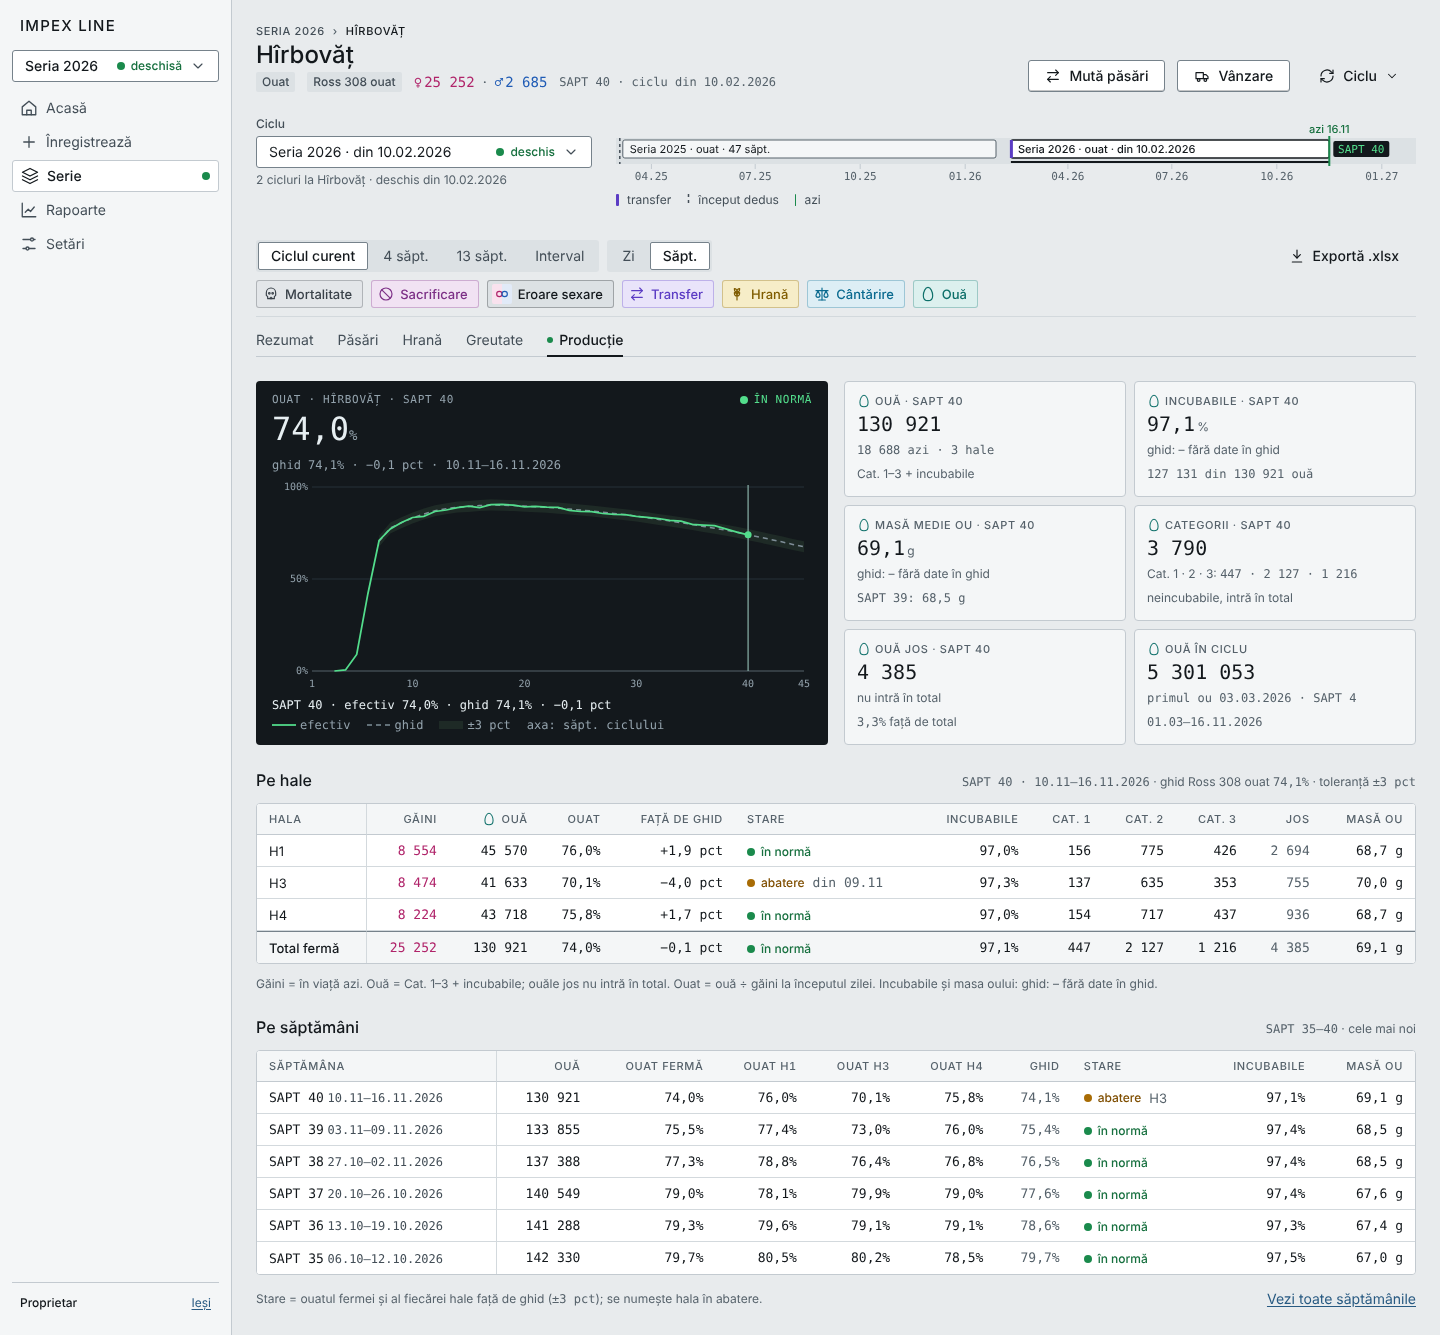 IMPEX LINE
Seria 2026 deschisă
Acasă
Înregistrează
Serie
Rapoarte
Setări
Proprietar Ieși
SERIA 2026 › HÎRBOVĂȚ
Hîrbovăț
Ouat Ross 308 ouat ♀25 252 · ♂2 685 SAPT 40 · ciclu din 10.02.2026
Mută păsări Vânzare Ciclu
Ciclu
Seria 2026 · din 10.02.2026 deschis
2 cicluri la Hîrbovăț · deschis din 10.02.2026
azi 16.11
Seria 2025 · ouat · 47 săpt. Seria 2026 · ouat · din 10.02.2026 SAPT 40
04.25 07.25 10.25 01.26 04.26 07.26 10.26 01.27
transfer început dedus azi
Ciclul curent 4 săpt. 13 săpt. Interval Zi Săpt. Exportă .xlsx
Mortalitate Sacrificare Eroare sexare Transfer Hrană Cântărire Ouă
Rezumat Păsări Hrană Greutate Producție
OUAT · HÎRBOVĂȚ · SAPT 40 ÎN NORMĂ
74,0%
ghid 74,1% · −0,1 pct · 10.11–16.11.2026
100%
50%
0%
1 10 20 30 40 45
SAPT 40 · efectiv 74,0% · ghid 74,1% · −0,1 pct
efectiv ghid ±3 pct axa: săpt. ciclului
OUĂ · SAPT 40
130 921
18 688 azi · 3 hale
Cat. 1–3 + incubabile
INCUBABILE · SAPT 40
97,1%
ghid: – fără date în ghid
127 131 din 130 921 ouă
MASĂ MEDIE OU · SAPT 40
69,1g
ghid: – fără date în ghid
SAPT 39: 68,5 g
CATEGORII · SAPT 40
3 790
Cat. 1 · 2 · 3: 447 · 2 127 · 1 216
neincubabile, intră în total
OUĂ JOS · SAPT 40
4 385
nu intră în total
3,3% față de total
OUĂ ÎN CICLU
5 301 053
primul ou 03.03.2026 · SAPT 4
01.03–16.11.2026
Pe hale SAPT 40 · 10.11–16.11.2026 · ghid Ross 308 ouat 74,1% · toleranță ±3 pct
HALA GĂINI OUĂ OUAT FAȚĂ DE GHID STARE INCUBABILE CAT. 1 CAT. 2 CAT. 3 JOS MASĂ OU
H1 8 554 45 570 76,0% +1,9 pct în normă 97,0% 156 775 426 2 694 68,7 g
H3 8 474 41 633 70,1% −4,0 pct abatere din 09.11 97,3% 137 635 353 755 70,0 g
H4 8 224 43 718 75,8% +1,7 pct în normă 97,0% 154 717 437 936 68,7 g
Total fermă 25 252 130 921 74,0% −0,1 pct în normă 97,1% 447 2 127 1 216 4 385 69,1 g
Găini = în viață azi. Ouă = Cat. 1–3 + incubabile; ouăle jos nu intră în total. Ouat = ouă ÷ găini la începutul zilei. Incubabile și masa oului: ghid: – fără date în ghid.
Pe săptămâni SAPT 35–40 · cele mai noi
SĂPTĂMÂNA OUĂ OUAT FERMĂ OUAT H1 OUAT H3 OUAT H4 GHID STARE INCUBABILE MASĂ OU
SAPT 40 10.11–16.11.2026 130 921 74,0% 76,0% 70,1% 75,8% 74,1% abatere H3 97,1% 69,1 g
SAPT 39 03.11–09.11.2026 133 855 75,5% 77,4% 73,0% 76,0% 75,4% în normă 97,4% 68,5 g
SAPT 38 27.10–02.11.2026 137 388 77,3% 78,8% 76,4% 76,8% 76,5% în normă 97,4% 68,5 g
SAPT 37 20.10–26.10.2026 140 549 79,0% 78,1% 79,9% 79,0% 77,6% în normă 97,4% 67,6 g
SAPT 36 13.10–19.10.2026 141 288 79,3% 79,6% 79,1% 79,1% 78,6% în normă 97,3% 67,4 g
SAPT 35 06.10–12.10.2026 142 330 79,7% 80,5% 80,2% 78,5% 79,7% în normă 97,5% 67,0 g
Stare = ouatul fermei și al fiecărei hale față de ghid (±3 pct); se numește hala în abatere. Vezi toate săptămânile